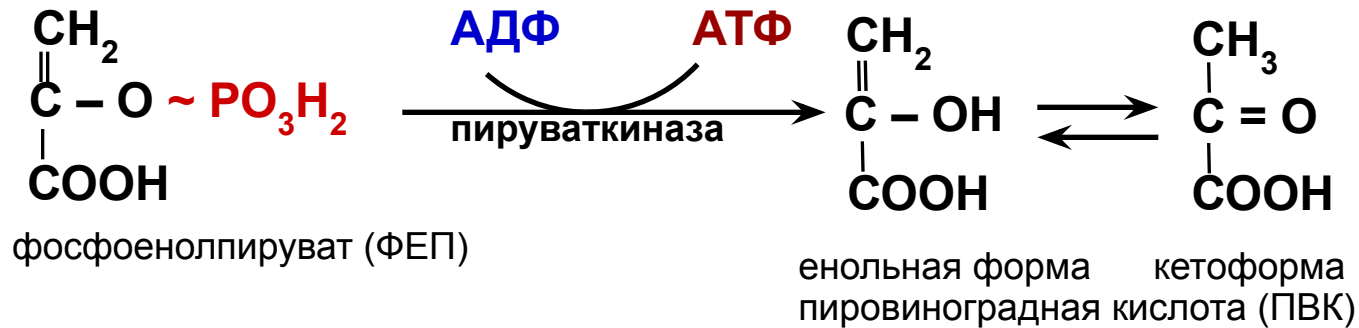 CH₂ АДФ АТФ CH₂ CH₃
C – O ~ PO₃H₂ пируваткиназа C – OH C = O
COOH COOH COOH
фосфоенолпируват (ФЕП)
енольная форма кетоформа
пировиноградная кислота (ПВК)